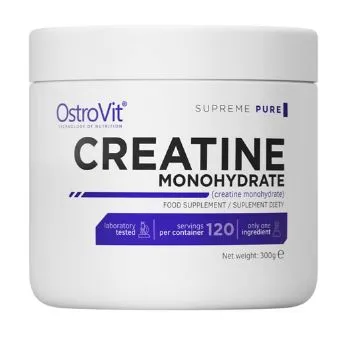 OstroVit®
TECHNOLOGY OF NUTRITION
SUPREME PURE
CREATINE
MONOHYDRATE
(creatine monohydrate)
FOOD SUPPLEMENT / SUPLEMENT DIETY
laboratory tested
servings per container 120
only one ingredient
Net weight: 300g ℮